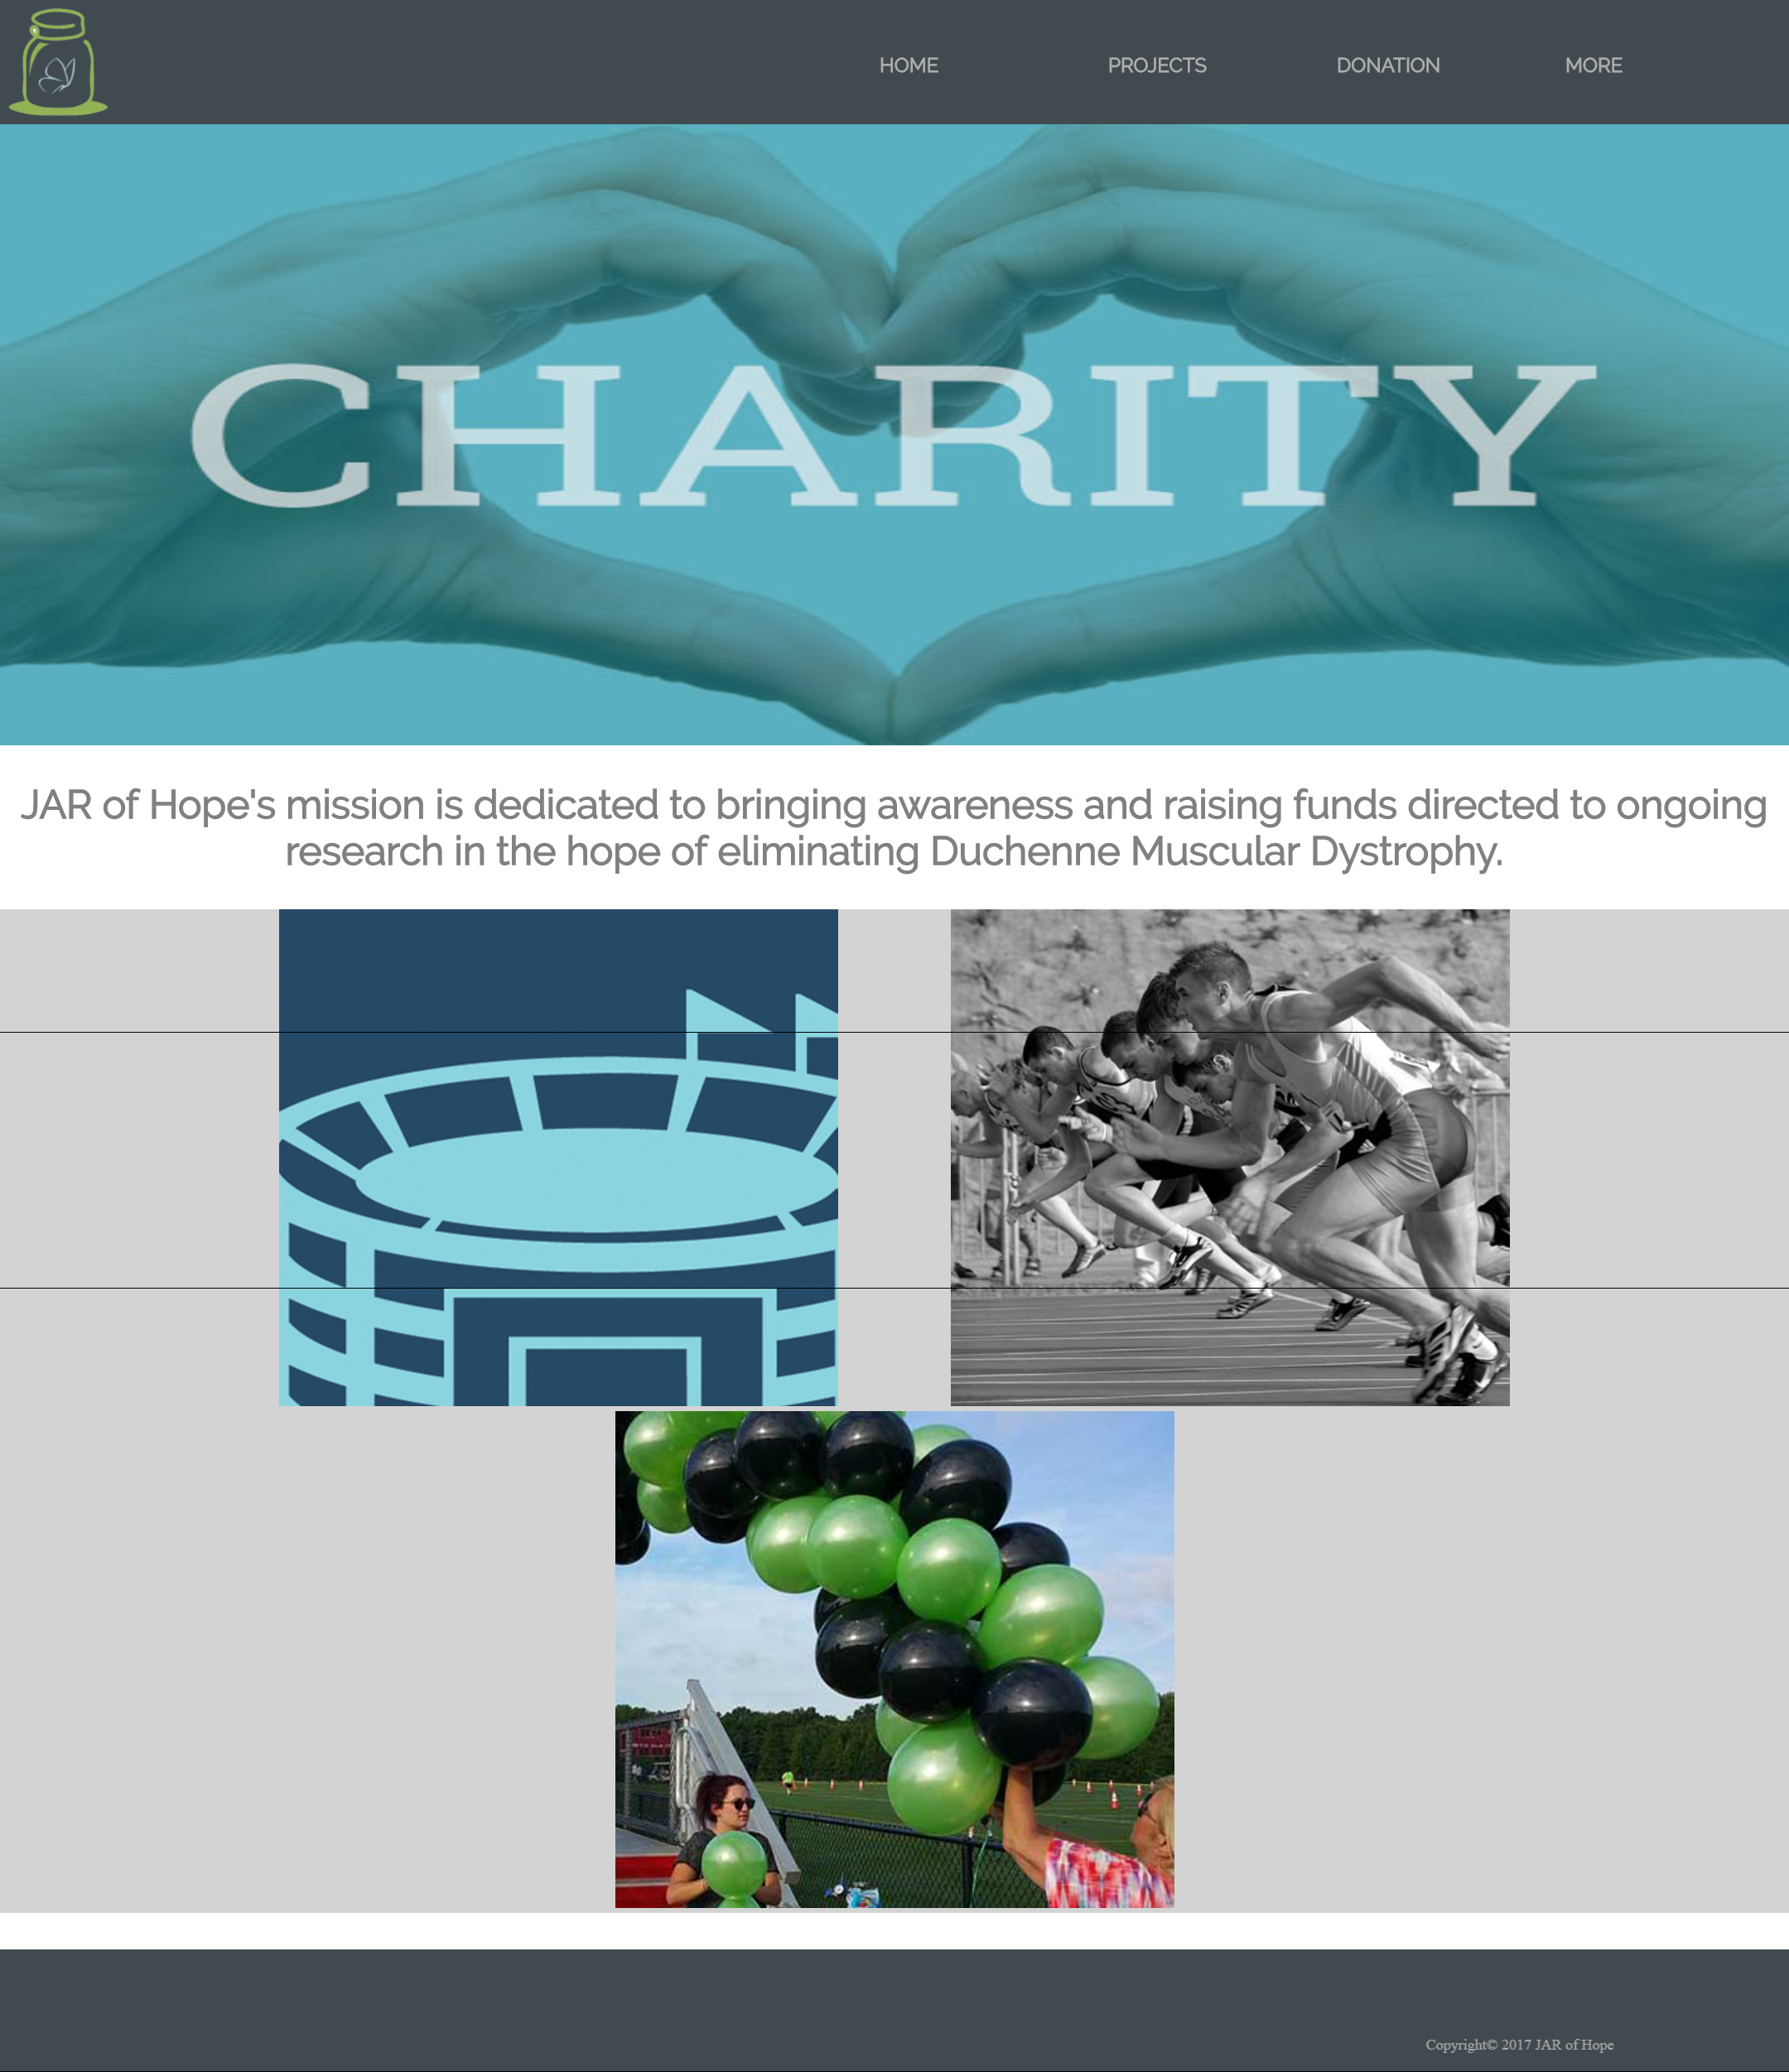 HOME PROJECTS DONATION MORE
CHARITY
JAR of Hope's mission is dedicated to bringing awareness and raising funds directed to ongoing
research in the hope of eliminating Duchenne Muscular Dystrophy.
Copyright© 2017 JAR of Hope